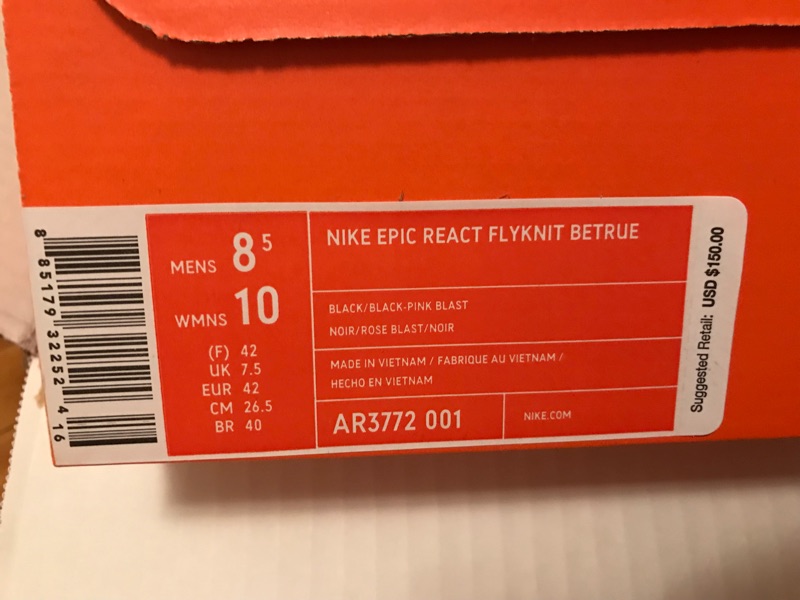 8 85179 32252 4 16
MENS 8 5
WMNS 10
(F) 42
UK 7.5
EUR 42
CM 26.5
BR 40
NIKE EPIC REACT FLYKNIT BETRUE
BLACK/BLACK-PINK BLAST
NOIR/ROSE BLAST/NOIR
MADE IN VIETNAM / FABRIQUE AU VIETNAM /
HECHO EN VIETNAM
AR3772 001
NIKE.COM
Suggested Retail: USD $150.00